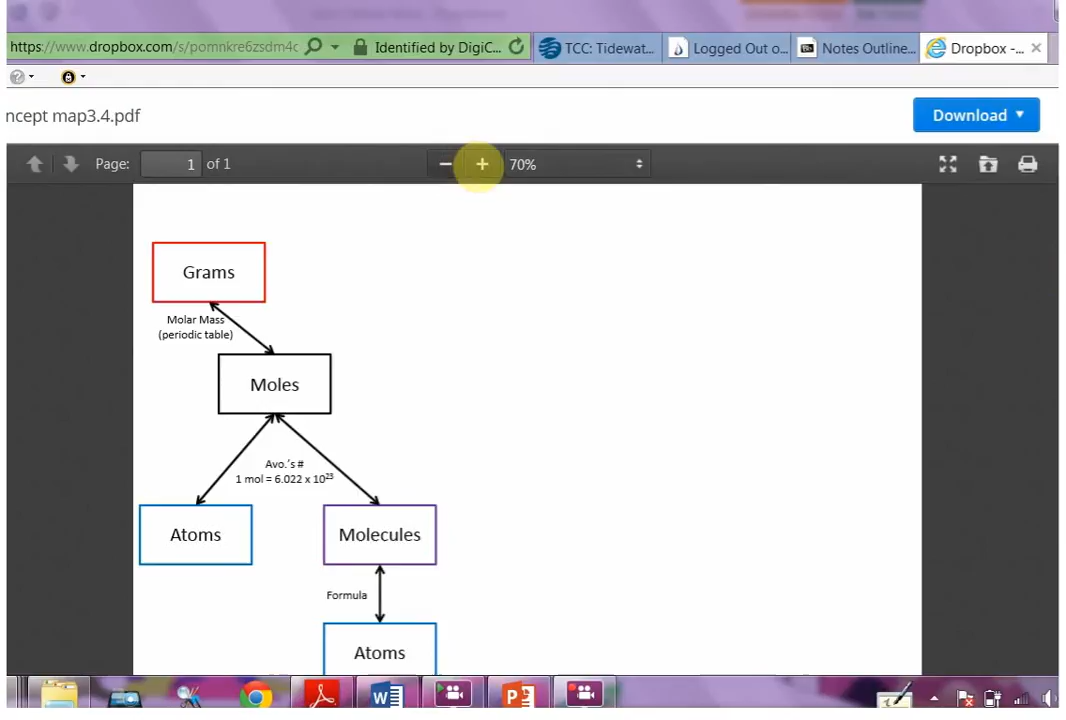 https://www.dropbox.com/s/pomnkre6zsdm4c
Identified by DigiC...
TCC: Tidewat...
Logged Out o...
Notes Outline...
Dropbox -...
ncept map3.4.pdf
Download
Page: 1 of 1
70%
Grams
Molar Mass
(periodic table)
Moles
Avo.'s #
1 mol = 6.022 x 10²³
Atoms
Molecules
Formula
Atoms